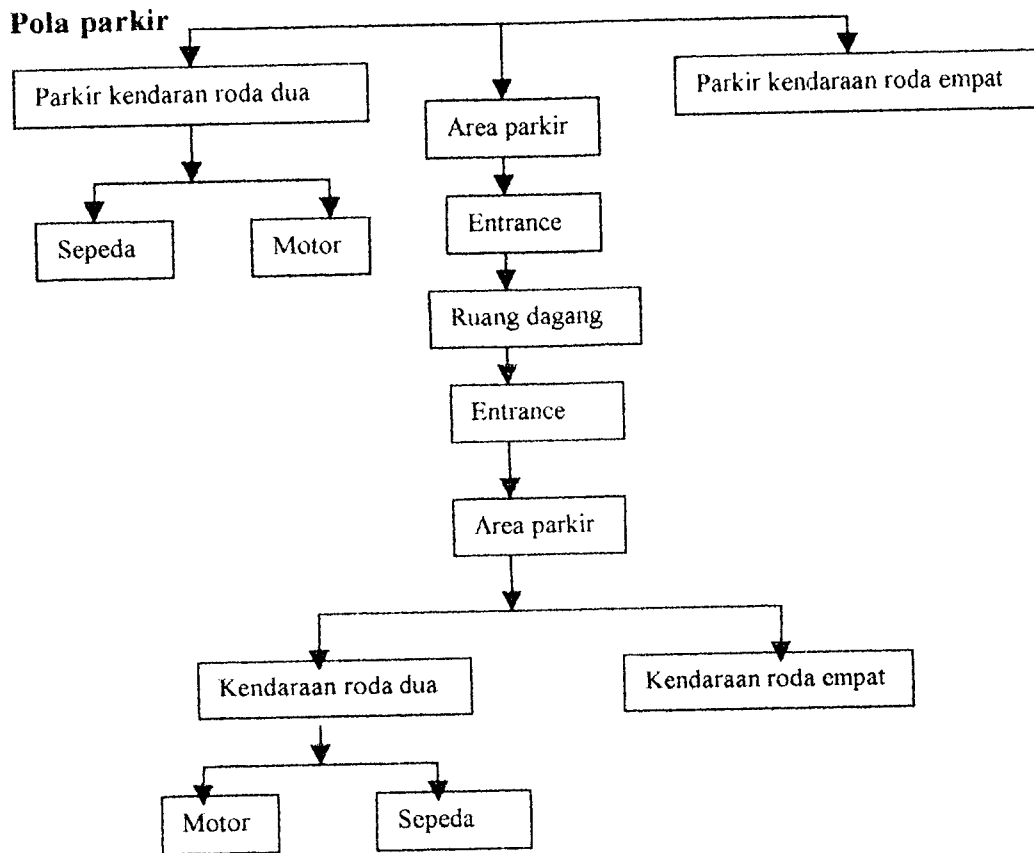 Pola parkir
Parkir kendaran roda dua
Parkir kendaraan roda empat
Area parkir
Sepeda
Motor
Entrance
Ruang dagang
Entrance
Area parkir
Kendaraan roda dua
Kendaraan roda empat
Motor
Sepeda